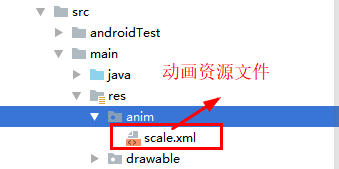 src
androidTest
main
java
动画资源文件
res
anim
scale.xml
drawable